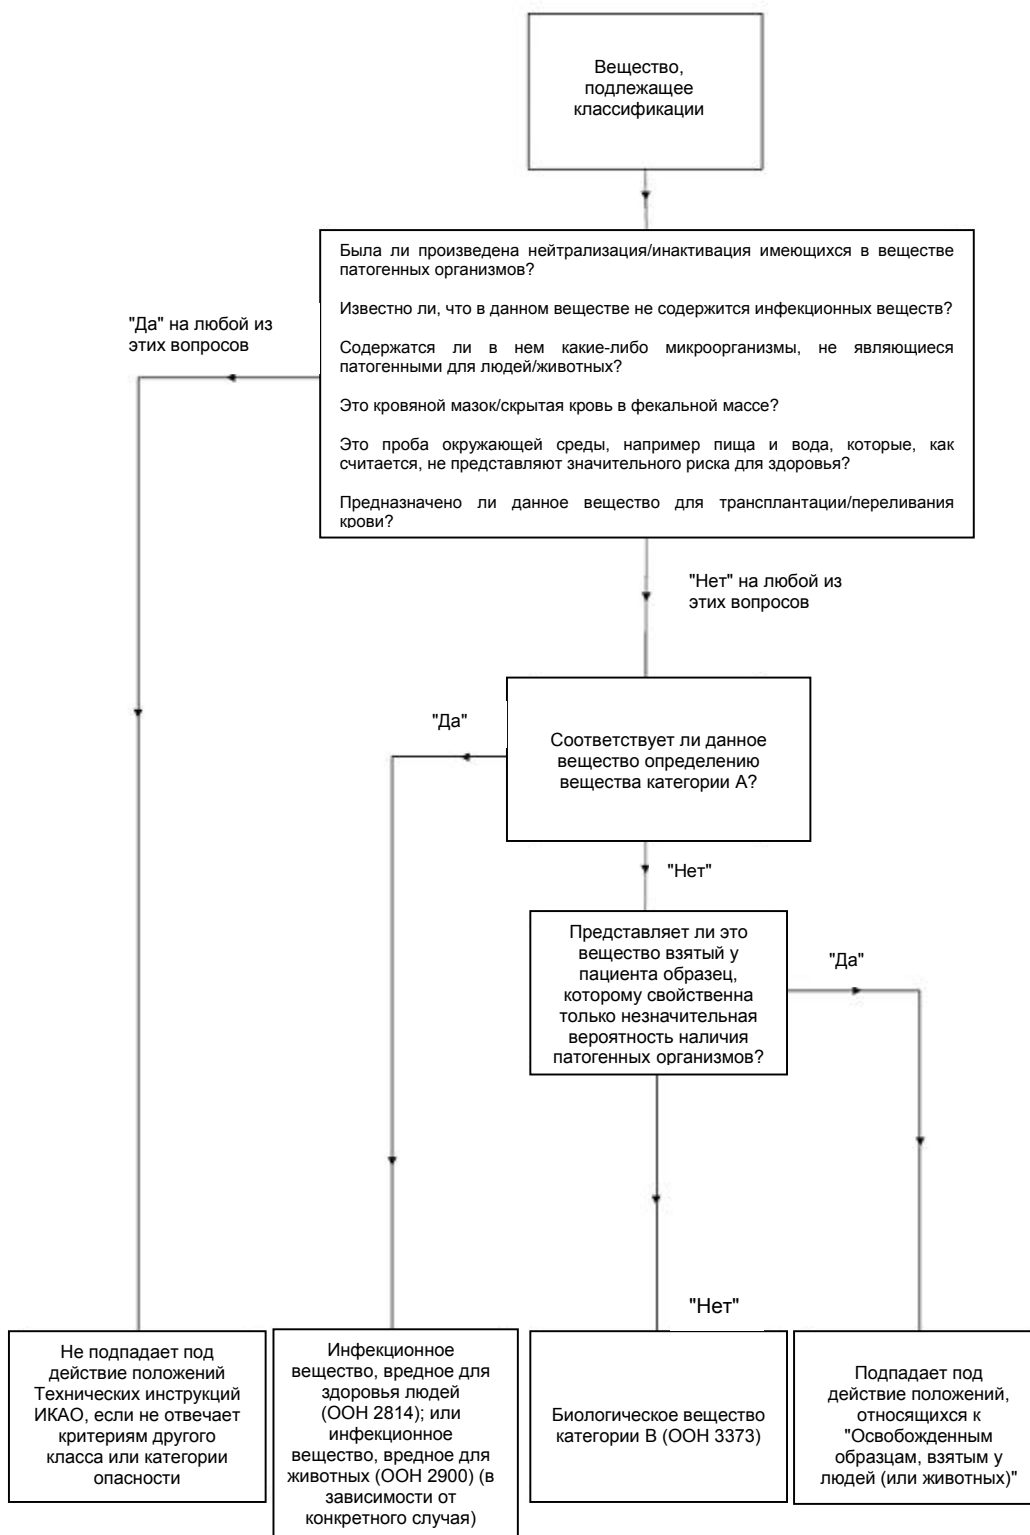 Вещество,
подлежащее
классификации
Была ли произведена нейтрализация/инактивация имеющихся в веществе
патогенных организмов?
Известно ли, что в данном веществе не содержится инфекционных веществ?
Содержатся ли в нем какие-либо микроорганизмы, не являющиеся
патогенными для людей/животных?
Это кровяной мазок/скрытая кровь в фекальной массе?
Это проба окружающей среды, например пища и вода, которые, как
считается, не представляют значительного риска для здоровья?
Предназначено ли данное вещество для трансплантации/переливания
крови?
"Да" на любой из
этих вопросов
"Нет" на любой из
этих вопросов
Соответствует ли данное
вещество определению
вещества категории А?
"Да"
"Нет"
Представляет ли это
вещество взятый у
пациента образец,
которому свойственна
только незначительная
вероятность наличия
патогенных организмов?
"Да"
"Нет"
Не подпадает под
действие положений
Технических инструкций
ИКАО, если не отвечает
критериям другого
класса или категории
опасности
Инфекционное
вещество, вредное для
здоровья людей
(ООН 2814); или
инфекционное
вещество, вредное для
животных (ООН 2900) (в
зависимости от
конкретного случая)
Биологическое вещество
категории В (ООН 3373)
Подпадает под
действие положений,
относящихся к
"Освобожденным
образцам, взятым у
людей (или животных)"